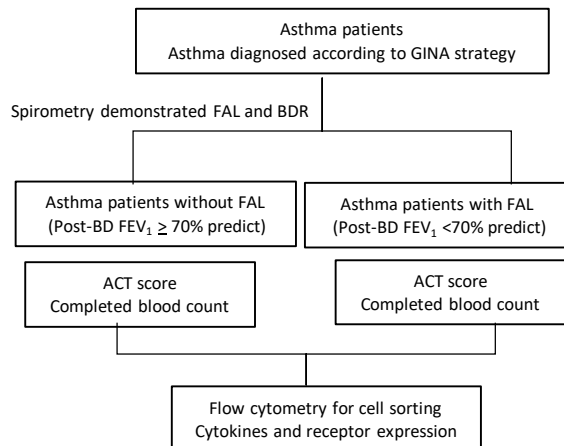 Asthma patients
Asthma diagnosed according to GINA strategy
Spirometry demonstrated FAL and BDR
Asthma patients without FAL
(Post-BD FEV₁ ≥ 70% predict)
Asthma patients with FAL
(Post-BD FEV₁ <70% predict)
ACT score
Completed blood count
ACT score
Completed blood count
Flow cytometry for cell sorting
Cytokines and receptor expression